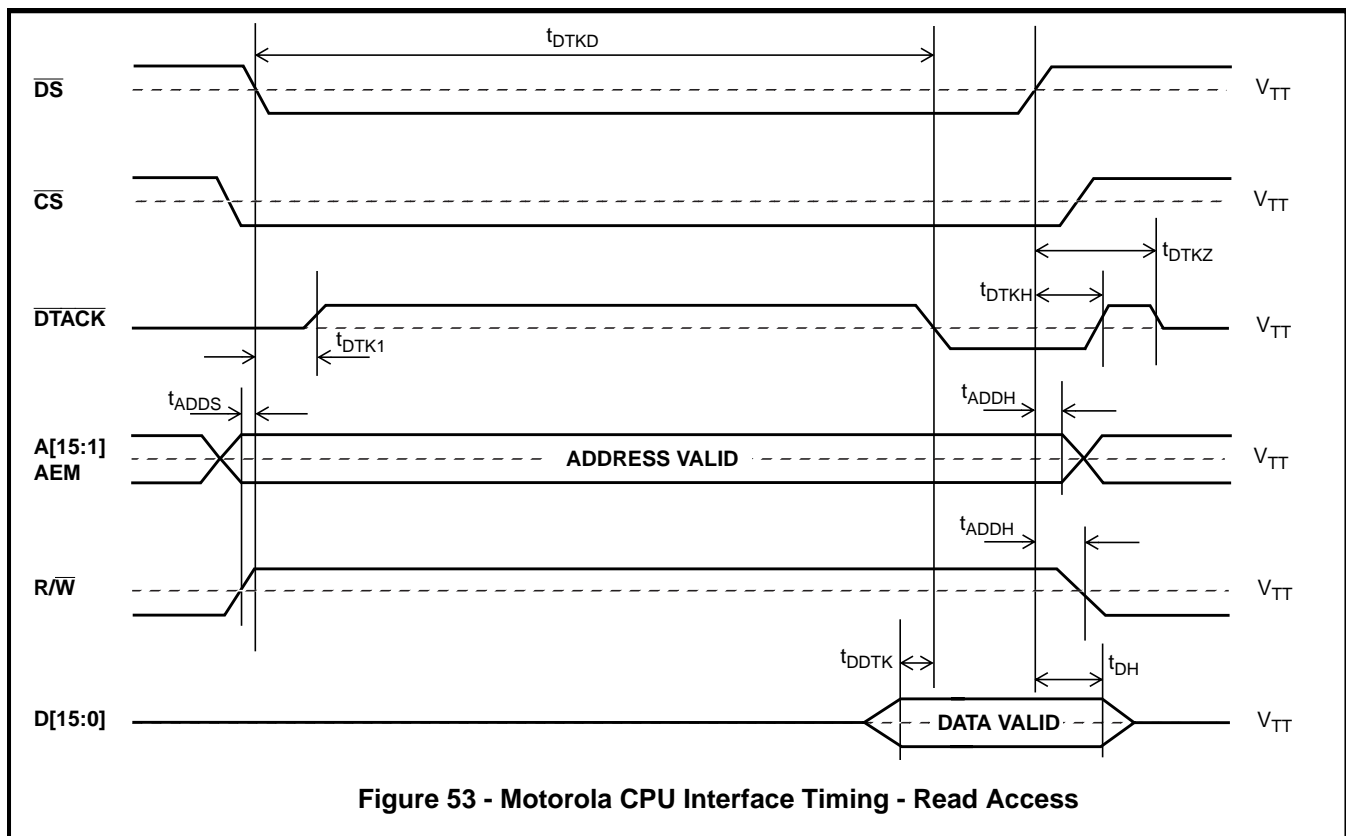 tDTKD
DS
VTT
CS
VTT
tDTKZ
tDTKH
DTACK
VTT
tDTK1
tADDS
tADDH
A[15:1]
AEM
ADDRESS VALID
VTT
tADDH
R/W
VTT
tDDTK
tDH
D[15:0]
DATA VALID
VTT
Figure 53 - Motorola CPU Interface Timing - Read Access